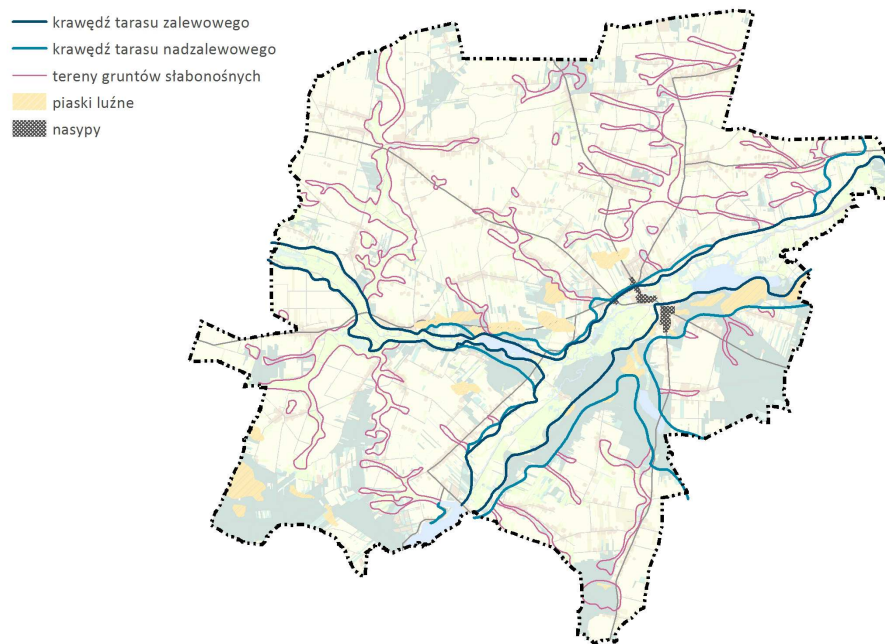 krawędź tarasu zalewowego
krawędź tarasu nadzalewowego
tereny gruntów słabonośnych
piaski luźne
nasypy